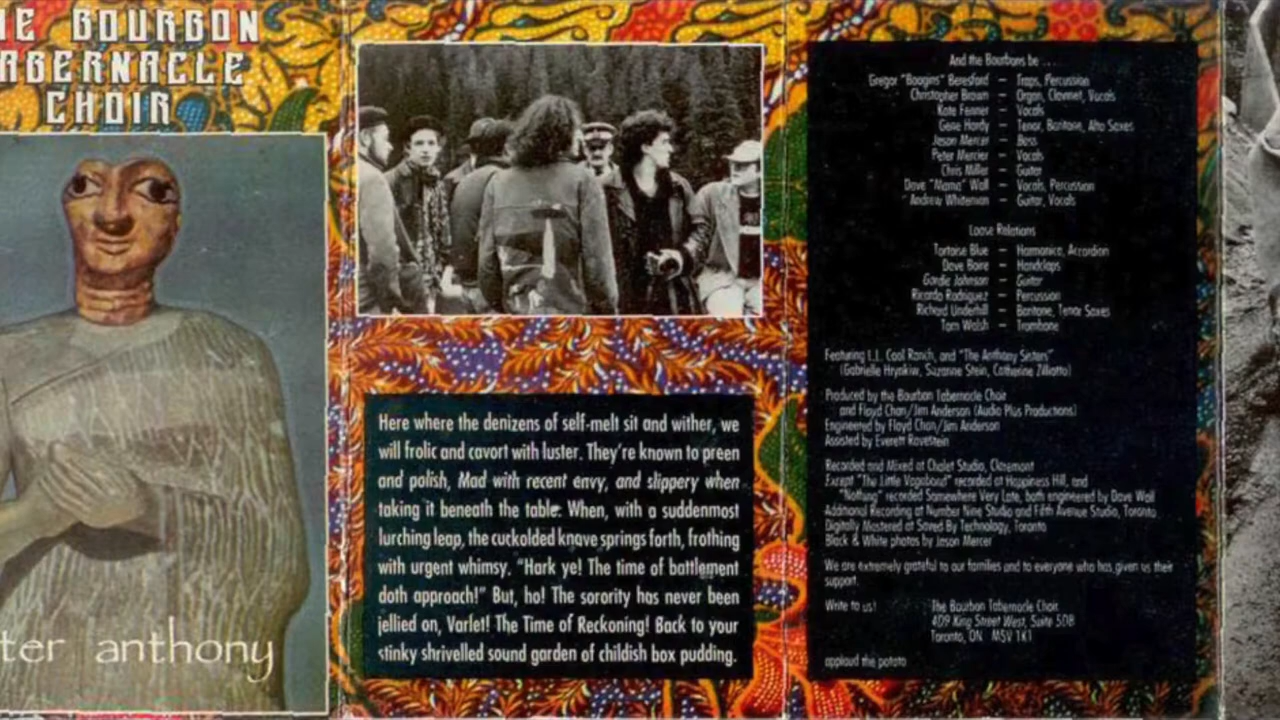 HE BOURBON
ABERNACLE
CHOIR
ter anthony
Here where the denizens of self-melt sit and wither, we
will frolic and cavort with luster. They're known to preen
and polish, Mad with recent envy, and slippery when
taking it beneath the table. When, with a suddenmost
lurching leap, the cuckolded knave springs forth, frothing
with urgent whimsy. "Hark ye! The time of battlement
doth approach!" But, ho! The sorority has never been
jellied on, Varlet! The Time of Reckoning! Back to your
stinky shrivelled sound garden of childish box pudding.
And the Bourbons be . . . .
Gregor "Boogins" Beresford – Traps, Percussion
Christopher Brown – Organ, Clavinet, Vocals
Kate Fenner – Vocals
Gene Hardy – Tenor, Baritone, Alto Saxes
Jason Mercer – Bass
Peter Mercier – Vocals
Chris Miller – Guitar
Dave "Mama" Wall – Vocals, Percussion
Andrew Whiteman – Guitar, Vocals
Loose Relations
Tortoise Blue – Harmonica, Accordion
Dave Baire – Handclaps
Gordie Johnson – Guitar
Ricardo Rodriguez – Percussion
Richard Underhill – Baritone, Tenor Saxes
Tom Walsh – Trombone
Featuring L.L. Cool Ranch, and "The Anthony Sisters"
(Gabrielle Hrynkiw, Suzanne Stein, Catherine Zilliotto)
Produced by the Bourbon Tabernacle Choir
and Floyd Chan/Jim Anderson (Audio Plus Productions)
Engineered by Floyd Chan/Jim Anderson
Assisted by Everett Ravestein
Recorded and Mixed at Chalet Studio, Claremont
Except "The Little Vagabond" recorded at Happiness Hill, and
"Nothing" recorded Somewhere Very Late, both engineered by Dave Wall
Additional Recording at Number Nine Studio and Fifth Avenue Studio, Toronto
Digitally Mastered at Saved By Technology, Toronto
Black & White photos by Jason Mercer
We are extremely grateful to our families and to everyone who has given us their
support.
Write to us! The Bourbon Tabernacle Choir
409 King Street West, Suite 508
Toronto, ON M5V 1K1
applaud the potato